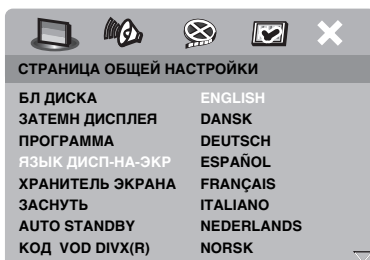 СТРАНИЦА ОБЩЕЙ НАСТРОЙКИ
БЛ ДИСКА ENGLISH
ЗАТЕМН ДИСПЛЕЯ DANSK
ПРОГРАММА DEUTSCH
ЯЗЫК ДИСП-НА-ЭКР ESPAÑOL
ХРАНИТЕЛЬ ЭКРАНА FRANÇAIS
ЗАСНУТЬ ITALIANO
AUTO STANDBY NEDERLANDS
КОД VOD DIVX(R) NORSK